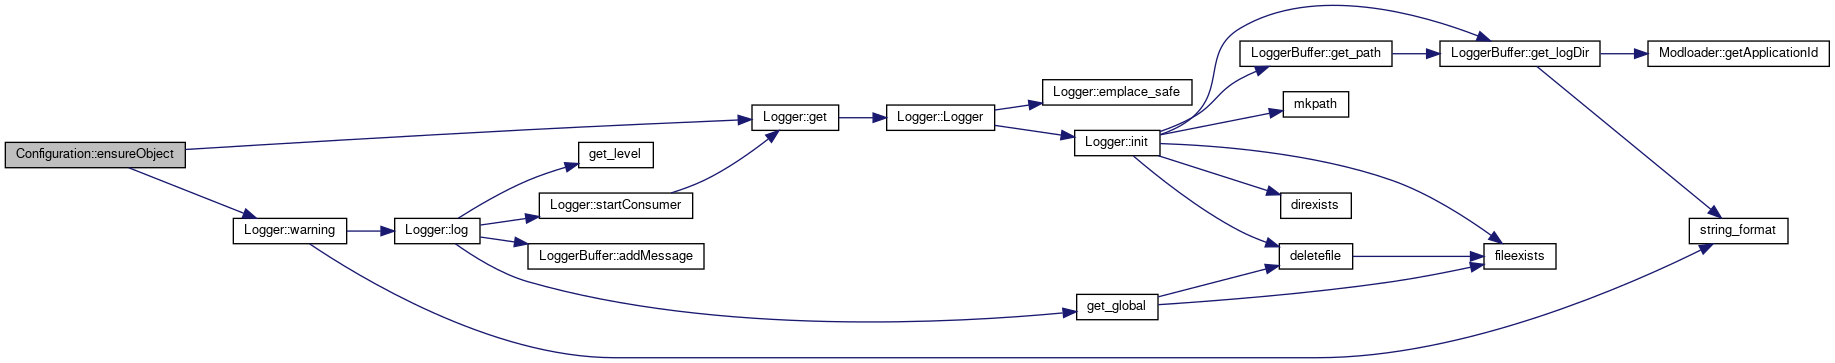 Configuration::ensureObject
Logger::warning
Logger::log
get_level
Logger::startConsumer
LoggerBuffer::addMessage
Logger::get
Logger::Logger
Logger::emplace_safe
Logger::init
get_global
LoggerBuffer::get_path
mkpath
direxists
deletefile
LoggerBuffer::get_logDir
fileexists
Modloader::getApplicationId
string_format